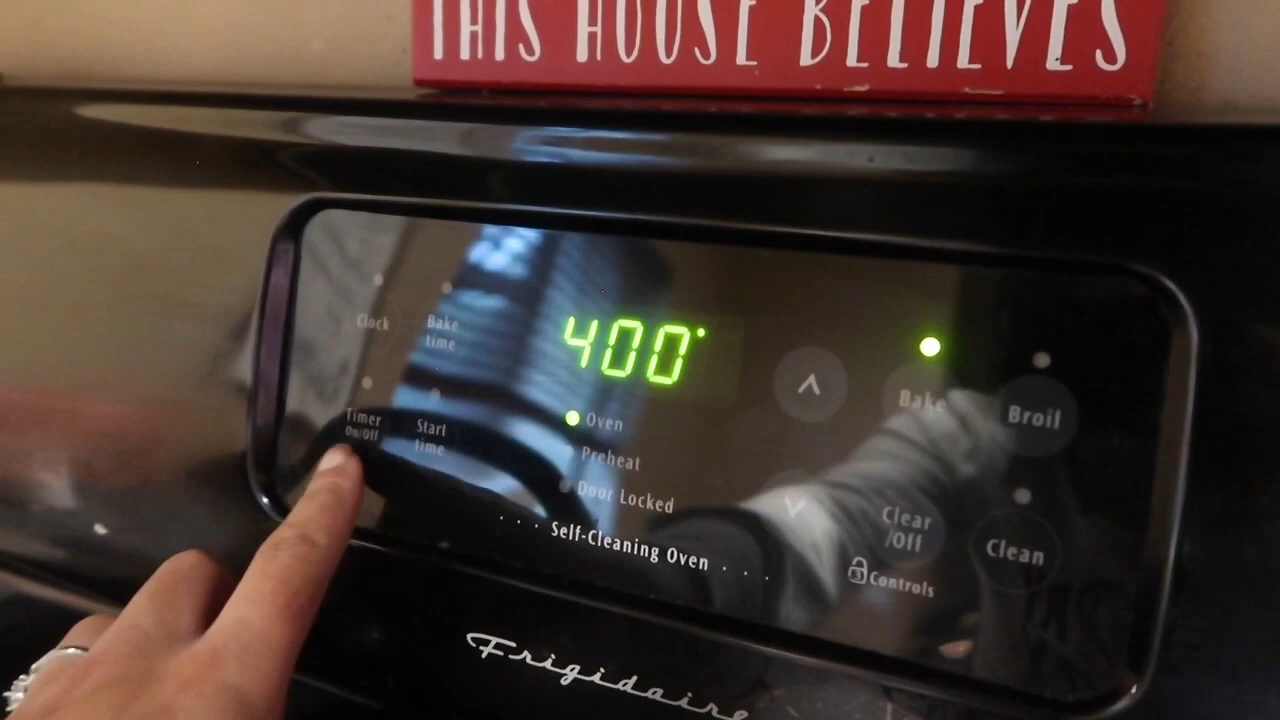 THIS HOUSE BELIEVES
400°
Clock
Bake
time
Timer
On/Off
Start
time
Oven
Preheat
Door Locked
... Self-Cleaning Oven ...
Bake
Broil
Clear
/Off
Clean
3 Controls
Frigidaire